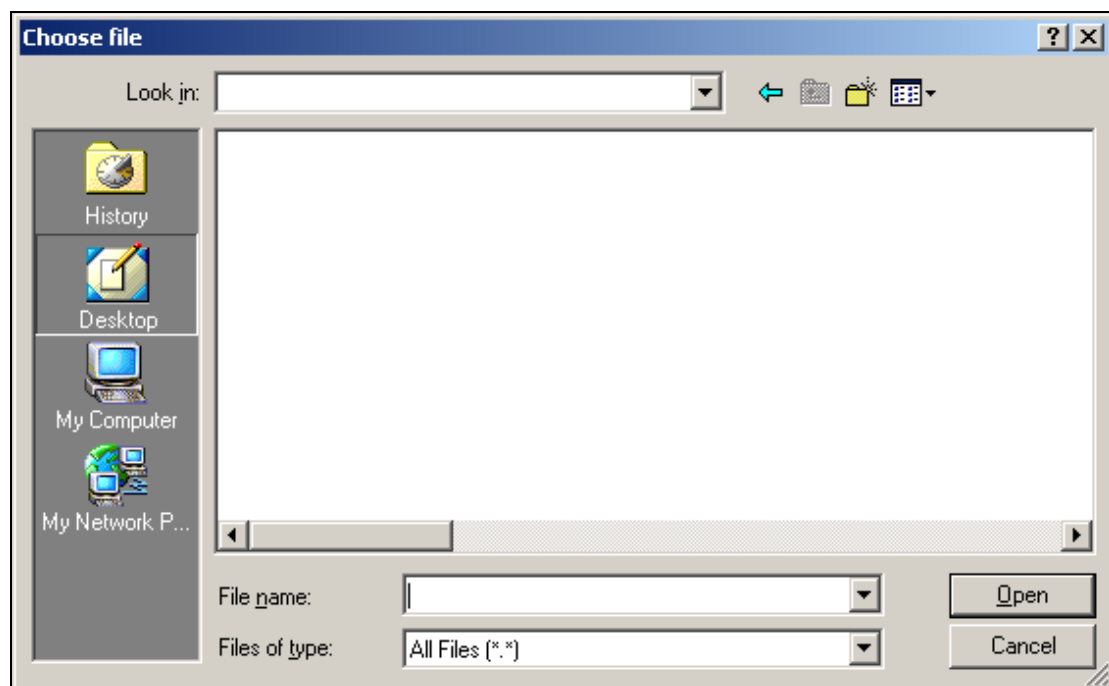 Choose file
Look in:
History
Desktop
My Computer
My Network P...
File name:
Open
Files of type:
All Files (*.*)
Cancel